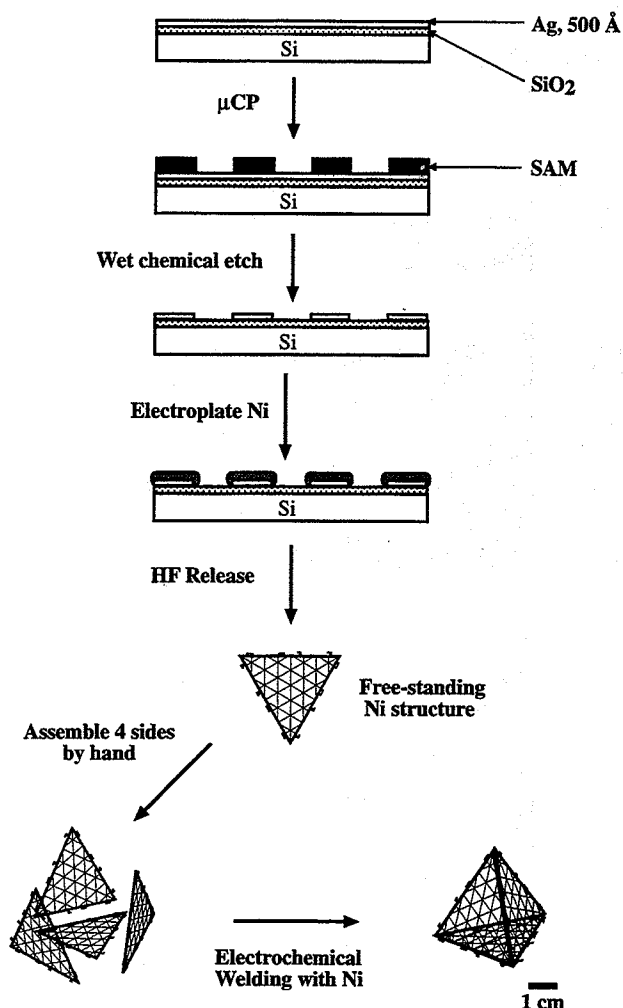 Ag, 500 Å
Si
SiO2
μCP
SAM
Si
Wet chemical etch
Si
Electroplate Ni
Si
HF Release
Free-standing
Ni structure
Assemble 4 sides
by hand
Electrochemical
Welding with Ni
1 cm